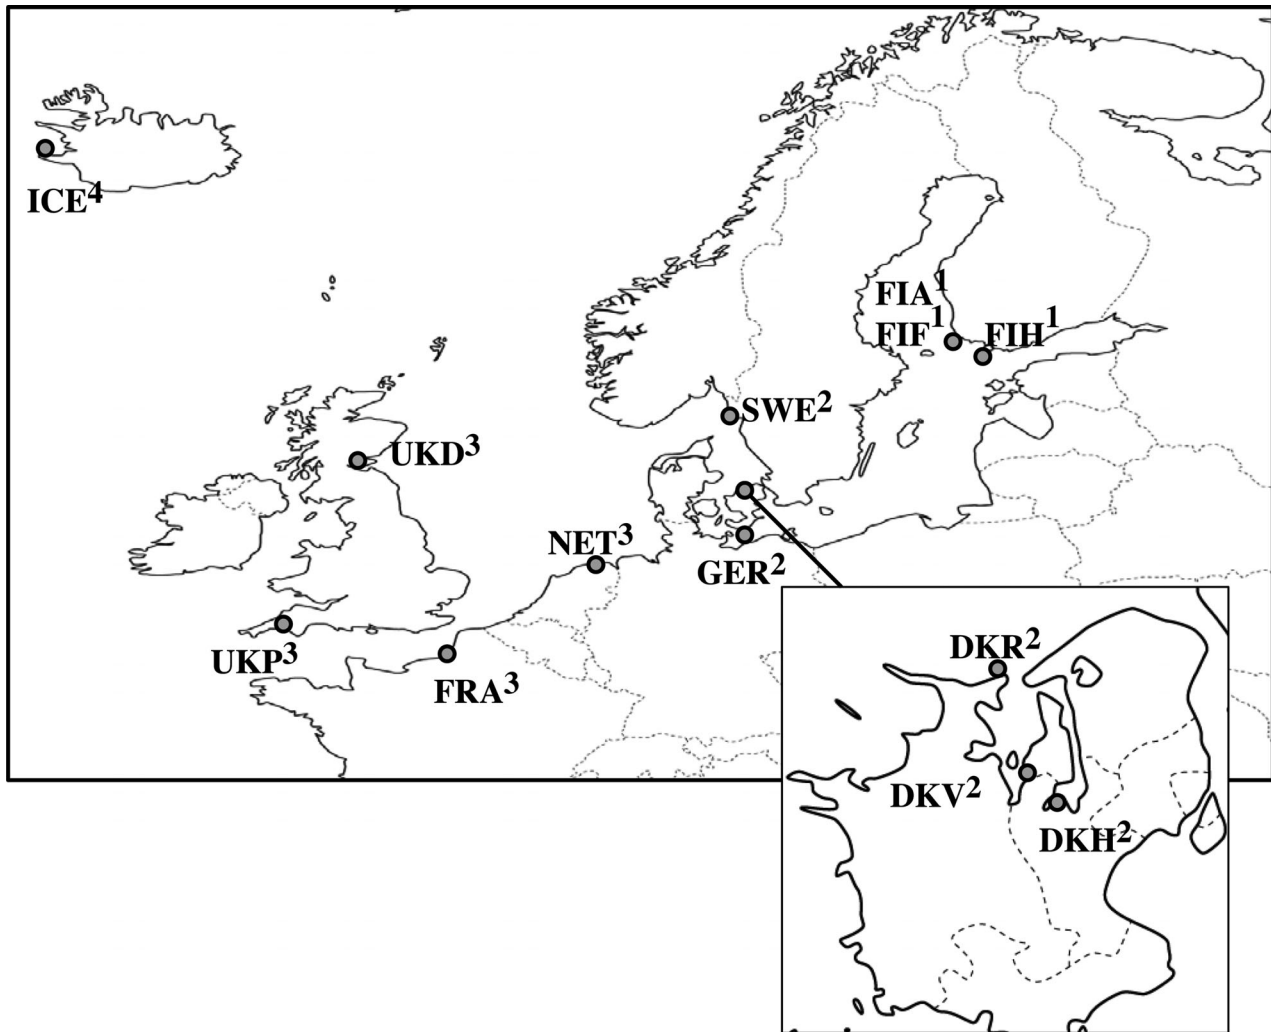 ICE4
FIA1
FIF1
FIH1
SWE2
UKD3
NET3
GER2
UKP3
FRA3
DKR2
DKV2
DKH2